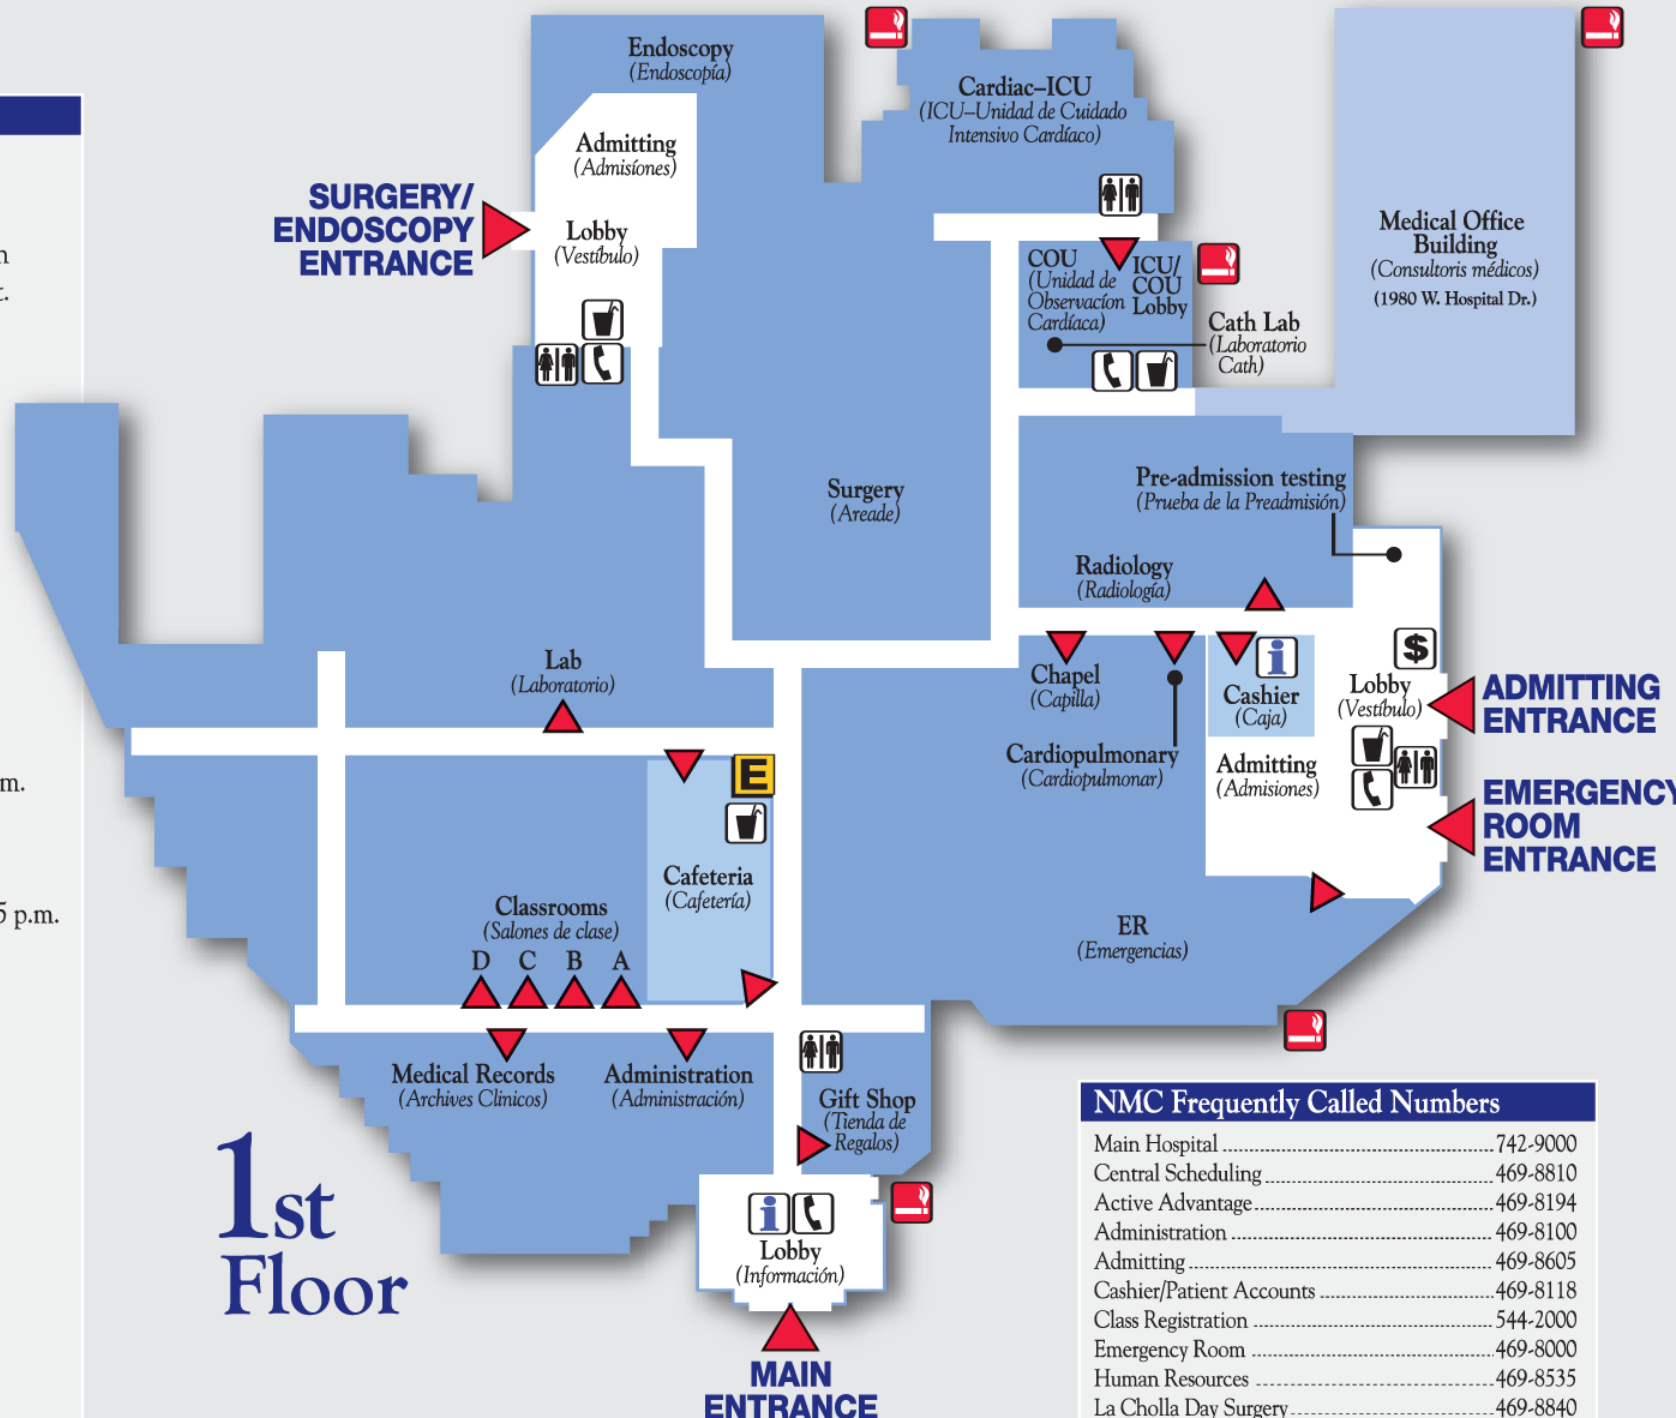 Endoscopy
(Endoscopía)
Cardiac–ICU
(ICU–Unidad de Cuidado
Intensivo Cardíaco)
Admitting
(Admisíones)
SURGERY/
ENDOSCOPY
ENTRANCE
Lobby
(Vestíbulo)
Medical Office
Building
(Consultoris médicos)
(1980 W. Hospital Dr.)
COU
(Unidad de
Observacíon
Cardíaca)
ICU/
COU
Lobby
Cath Lab
(Laboratorio
Cath)
Surgery
(Areade)
Pre-admission testing
(Prueba de la Preadmisión)
Radiology
(Radiología)
Lab
(Laboratorio)
Chapel
(Capilla)
i
Cashier
(Caja)
$
Lobby
(Vestíbulo)
ADMITTING
ENTRANCE
Cardiopulmonary
(Cardiopulmonar)
Admitting
(Admisiones)
EMERGENCY
ROOM
ENTRANCE
E
m.
Cafeteria
(Cafetería)
5 p.m.
Classrooms
(Salones de clase)
D C B A
ER
(Emergencias)
Medical Records
(Archives Clinicos)
Administration
(Administración)
Gift Shop
(Tienda de
Regalos)
1st
Floor
i
Lobby
(Información)
MAIN
ENTRANCE
NMC Frequently Called Numbers
Main Hospital 742-9000
Central Scheduling 469-8810
Active Advantage 469-8194
Administration 469-8100
Admitting 469-8605
Cashier/Patient Accounts 469-8118
Class Registration 544-2000
Emergency Room 469-8000
Human Resources 469-8535
La Cholla Day Surgery 469-8840